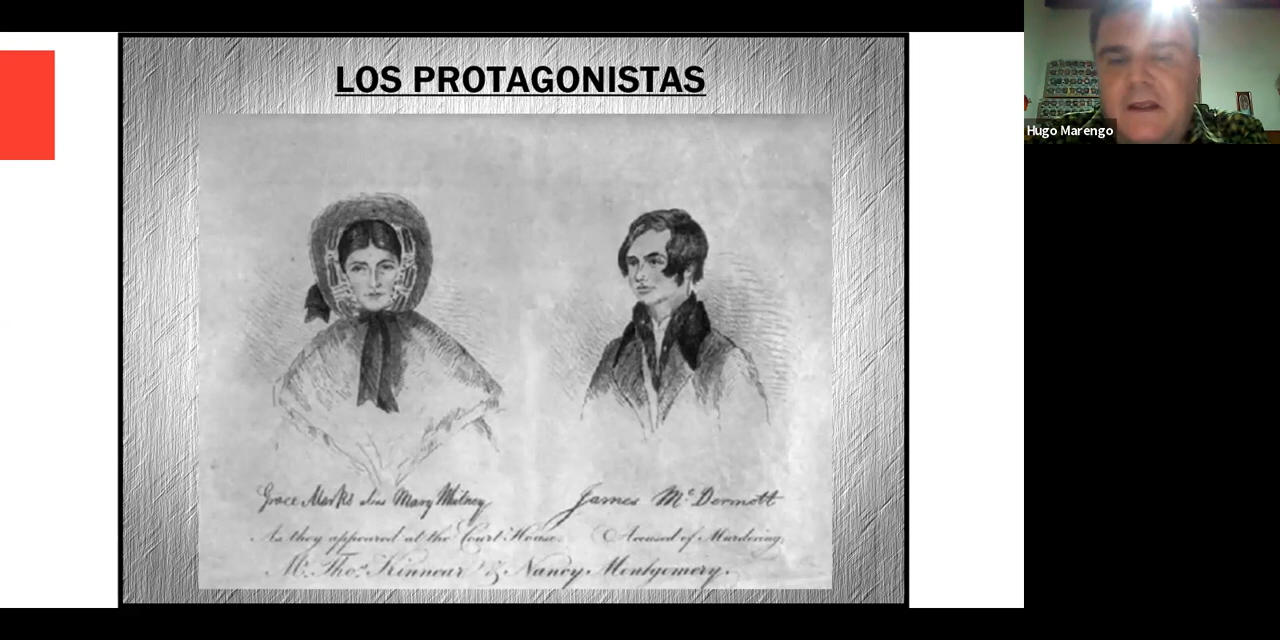 LOS PROTAGONISTAS
Hugo Marengo
Grace Marks alias Mary Whitney
James McDermott
As they appeared at the Court House. Accused of Murdering
Mr. Thos. Kinnear & Nancy Montgomery.